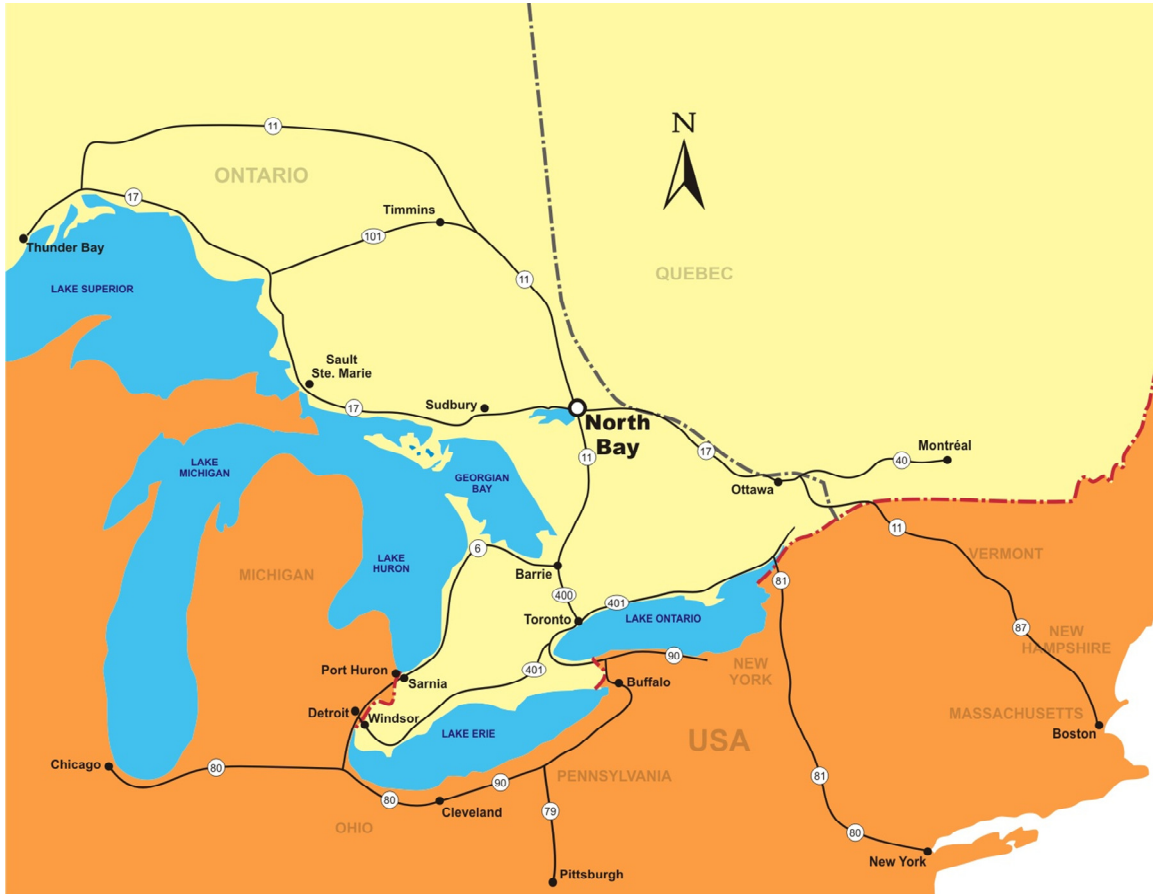 N
11
ONTARIO
17
Timmins
101
Thunder Bay
11
QUEBEC
LAKE SUPERIOR
Sault
Ste. Marie
17
Sudbury
North
Bay
11
17
Montréal
40
Ottawa
LAKE
MICHIGAN
GEORGIAN
BAY
11
VERMONT
6
LAKE
HURON
MICHIGAN
Barrie
81
400
401
Toronto
LAKE ONTARIO
87
NEW
HAMPSHIRE
90
NEW
YORK
Port Huron
Sarnia
401
Buffalo
Detroit
Windsor
LAKE ERIE
USA
MASSACHUSETTS
Boston
Chicago
80
90
PENNSYLVANIA
81
80
Cleveland
79
OHIO
80
New York
Pittsburgh